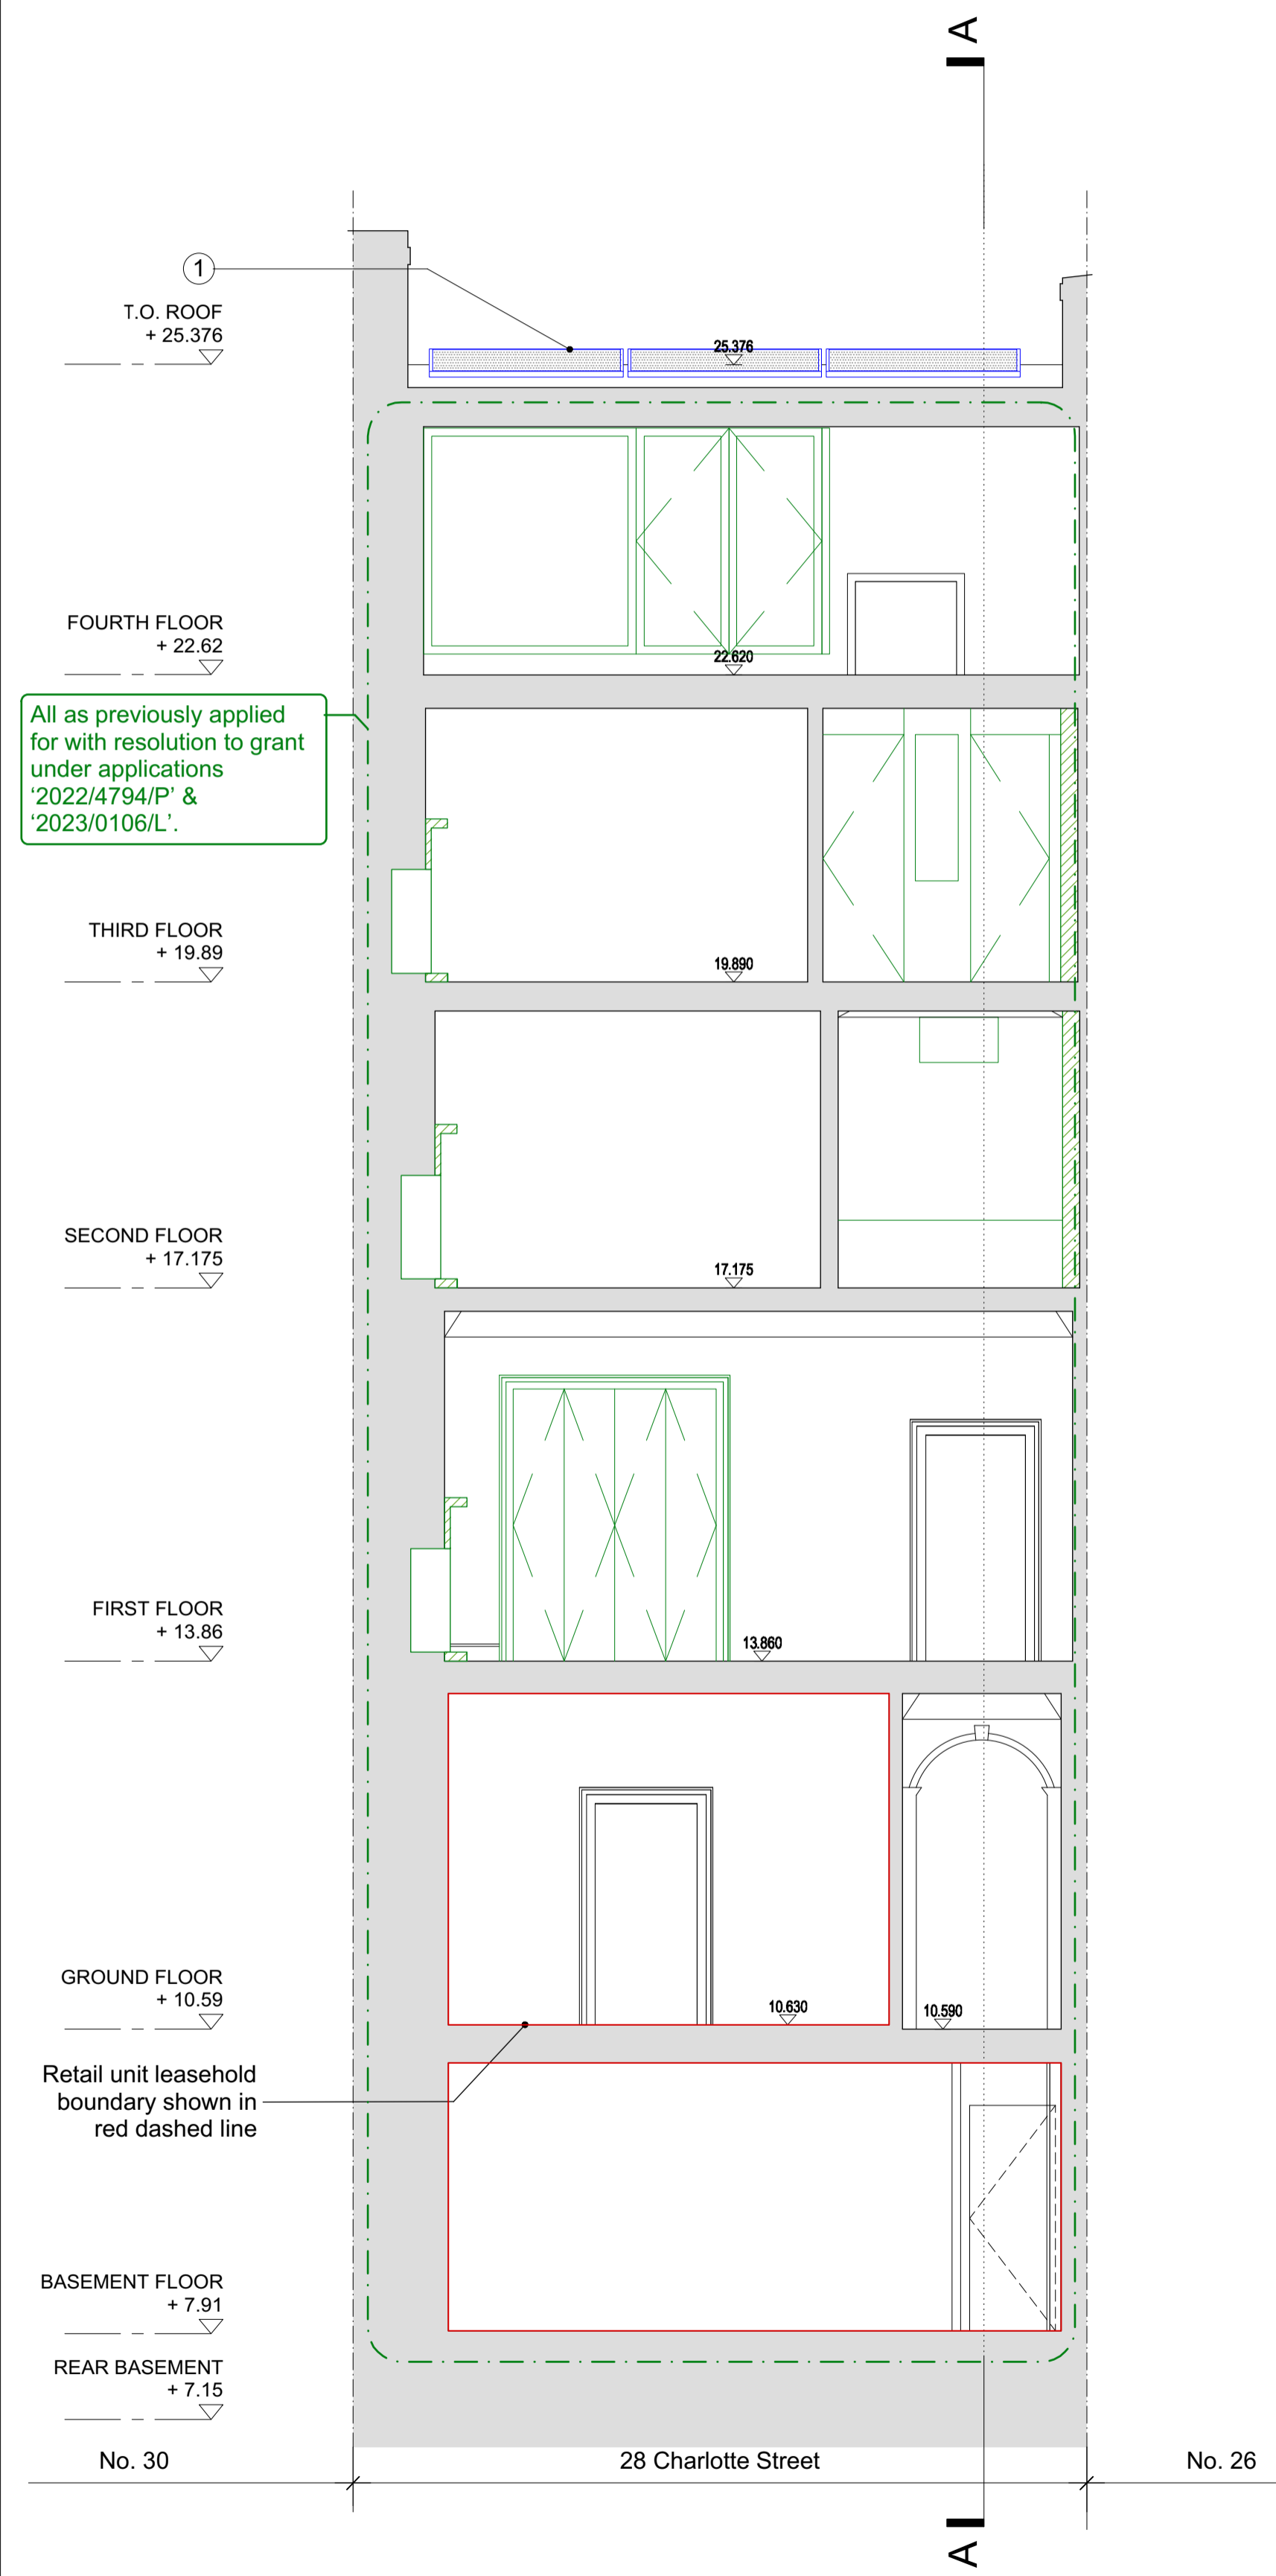 A
1
T.O. ROOF
+ 25.376
25.376
FOURTH FLOOR
+ 22.62
22.620
All as previously applied
for with resolution to grant
under applications
‘2022/4794/P’ &
‘2023/0106/L’.
THIRD FLOOR
+ 19.89
19.890
SECOND FLOOR
+ 17.175
17.175
FIRST FLOOR
+ 13.86
13.860
GROUND FLOOR
+ 10.59
10.630
10.590
Retail unit leasehold
boundary shown in
red dashed line
BASEMENT FLOOR
+ 7.91
REAR BASEMENT
+ 7.15
No. 30
28 Charlotte Street
No. 26
A